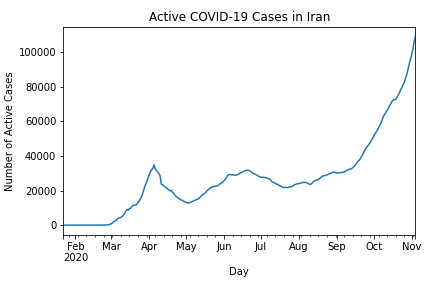 Active COVID-19 Cases in Iran
Number of Active Cases
100000
80000
60000
40000
20000
0
Feb Mar Apr May Jun Jul Aug Sep Oct Nov
2020
Day